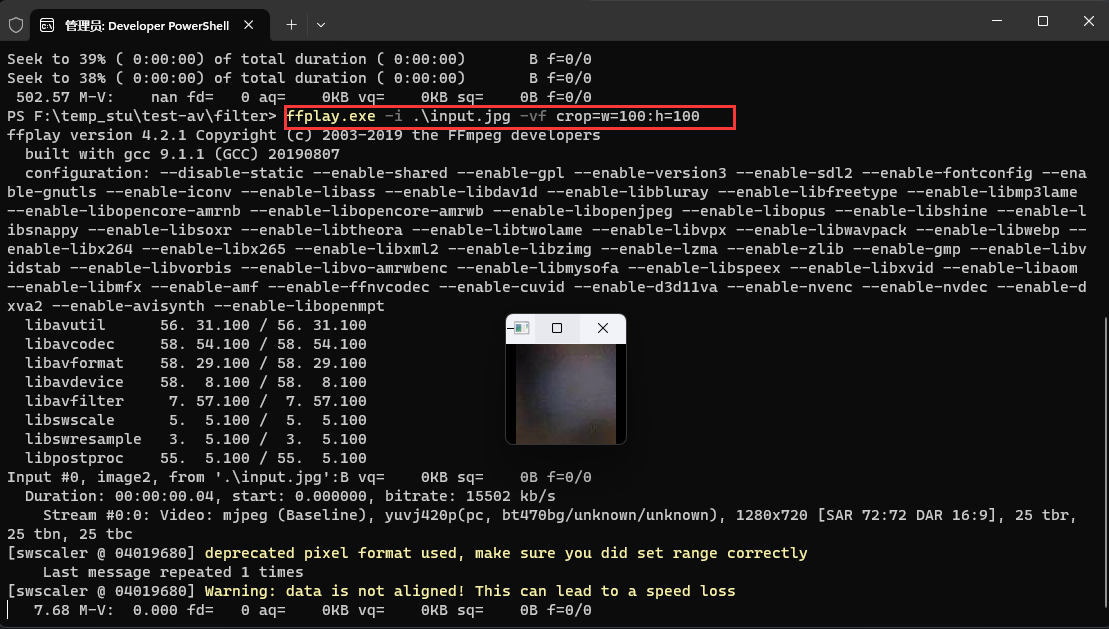 管理员: Developer PowerShell
Seek to 39% ( 0:00:00) of total duration ( 0:00:00)       B f=0/0
Seek to 38% ( 0:00:00) of total duration ( 0:00:00)       B f=0/0
 502.57 M-V:    nan fd=   0 aq=    0KB vq=    0KB sq=    0B f=0/0
PS F:\temp_stu\test-av\filter> ffplay.exe -i .\input.jpg -vf crop=w=100:h=100
ffplay version 4.2.1 Copyright (c) 2003-2019 the FFmpeg developers
  built with gcc 9.1.1 (GCC) 20190807
  configuration: --disable-static --enable-shared --enable-gpl --enable-version3 --enable-sdl2 --enable-fontconfig --ena
ble-gnutls --enable-iconv --enable-libass --enable-libdav1d --enable-libbluray --enable-libfreetype --enable-libmp3lame
--enable-libopencore-amrnb --enable-libopencore-amrwb --enable-libopenjpeg --enable-libopus --enable-libshine --enable-l
ibsnappy --enable-libsoxr --enable-libtheora --enable-libtwolame --enable-libvpx --enable-libwavpack --enable-libwebp --
enable-libx264 --enable-libx265 --enable-libxml2 --enable-libzimg --enable-lzma --enable-zlib --enable-gmp --enable-libv
idstab --enable-libvorbis --enable-libvo-amrwbenc --enable-libmysofa --enable-libspeex --enable-libxvid --enable-libaom
--enable-libmfx --enable-amf --enable-ffnvcodec --enable-cuvid --enable-d3d11va --enable-nvenc --enable-nvdec --enable-d
xva2 --enable-avisynth --enable-libopenmpt
  libavutil      56. 31.100 / 56. 31.100
  libavcodec     58. 54.100 / 58. 54.100
  libavformat    58. 29.100 / 58. 29.100
  libavdevice    58.  8.100 / 58.  8.100
  libavfilter     7. 57.100 /  7. 57.100
  libswscale      5.  5.100 /  5.  5.100
  libswresample   3.  5.100 /  3.  5.100
  libpostproc    55.  5.100 / 55.  5.100
Input #0, image2, from '.\input.jpg':B vq=    0KB sq=    0B f=0/0
  Duration: 00:00:00.04, start: 0.000000, bitrate: 15502 kb/s
    Stream #0:0: Video: mjpeg (Baseline), yuvj420p(pc, bt470bg/unknown/unknown), 1280x720 [SAR 72:72 DAR 16:9], 25 tbr,
25 tbn, 25 tbc
[swscaler @ 04019680] deprecated pixel format used, make sure you did set range correctly
    Last message repeated 1 times
[swscaler @ 04019680] Warning: data is not aligned! This can lead to a speed loss
   7.68 M-V:  0.000 fd=   0 aq=    0KB vq=    0KB sq=    0B f=0/0